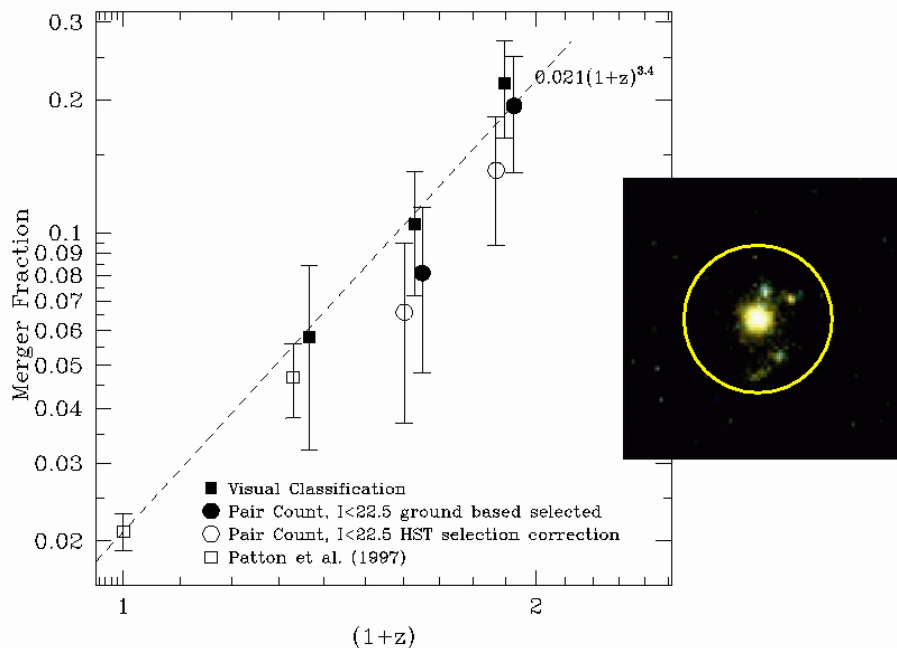 0.3
0.2
0.1
0.09
0.08
0.07
0.06
0.05
0.04
0.03
0.02
Merger Fraction
0.021(1+z)^3.4
Visual Classification
Pair Count, I<22.5 ground based selected
Pair Count, I<22.5 HST selection correction
Patton et al. (1997)
1
2
(1+z)